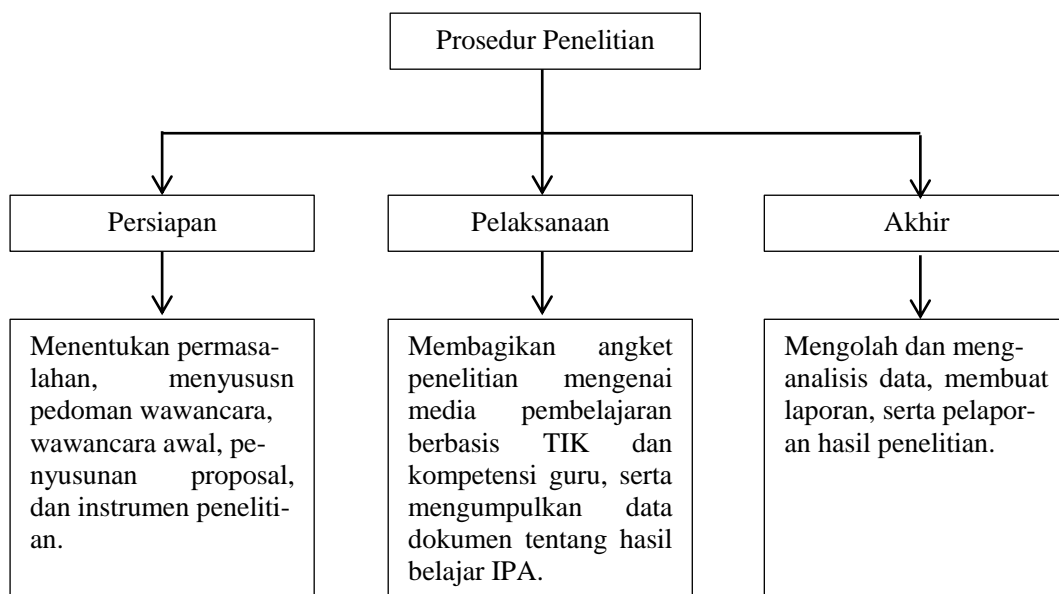 Prosedur Penelitian
Persiapan
Pelaksanaan
Akhir
Menentukan permasa-
lahan, menyususn
pedoman wawancara,
wawancara awal, pe-
nyusunan proposal,
dan instrumen peneliti-
an.
Membagikan angket
penelitian mengenai
media pembelajaran
berbasis TIK dan
kompetensi guru, serta
mengumpulkan data
dokumen tentang hasil
belajar IPA.
Mengolah dan meng-
analisis data, membuat
laporan, serta pelapor-
an hasil penelitian.